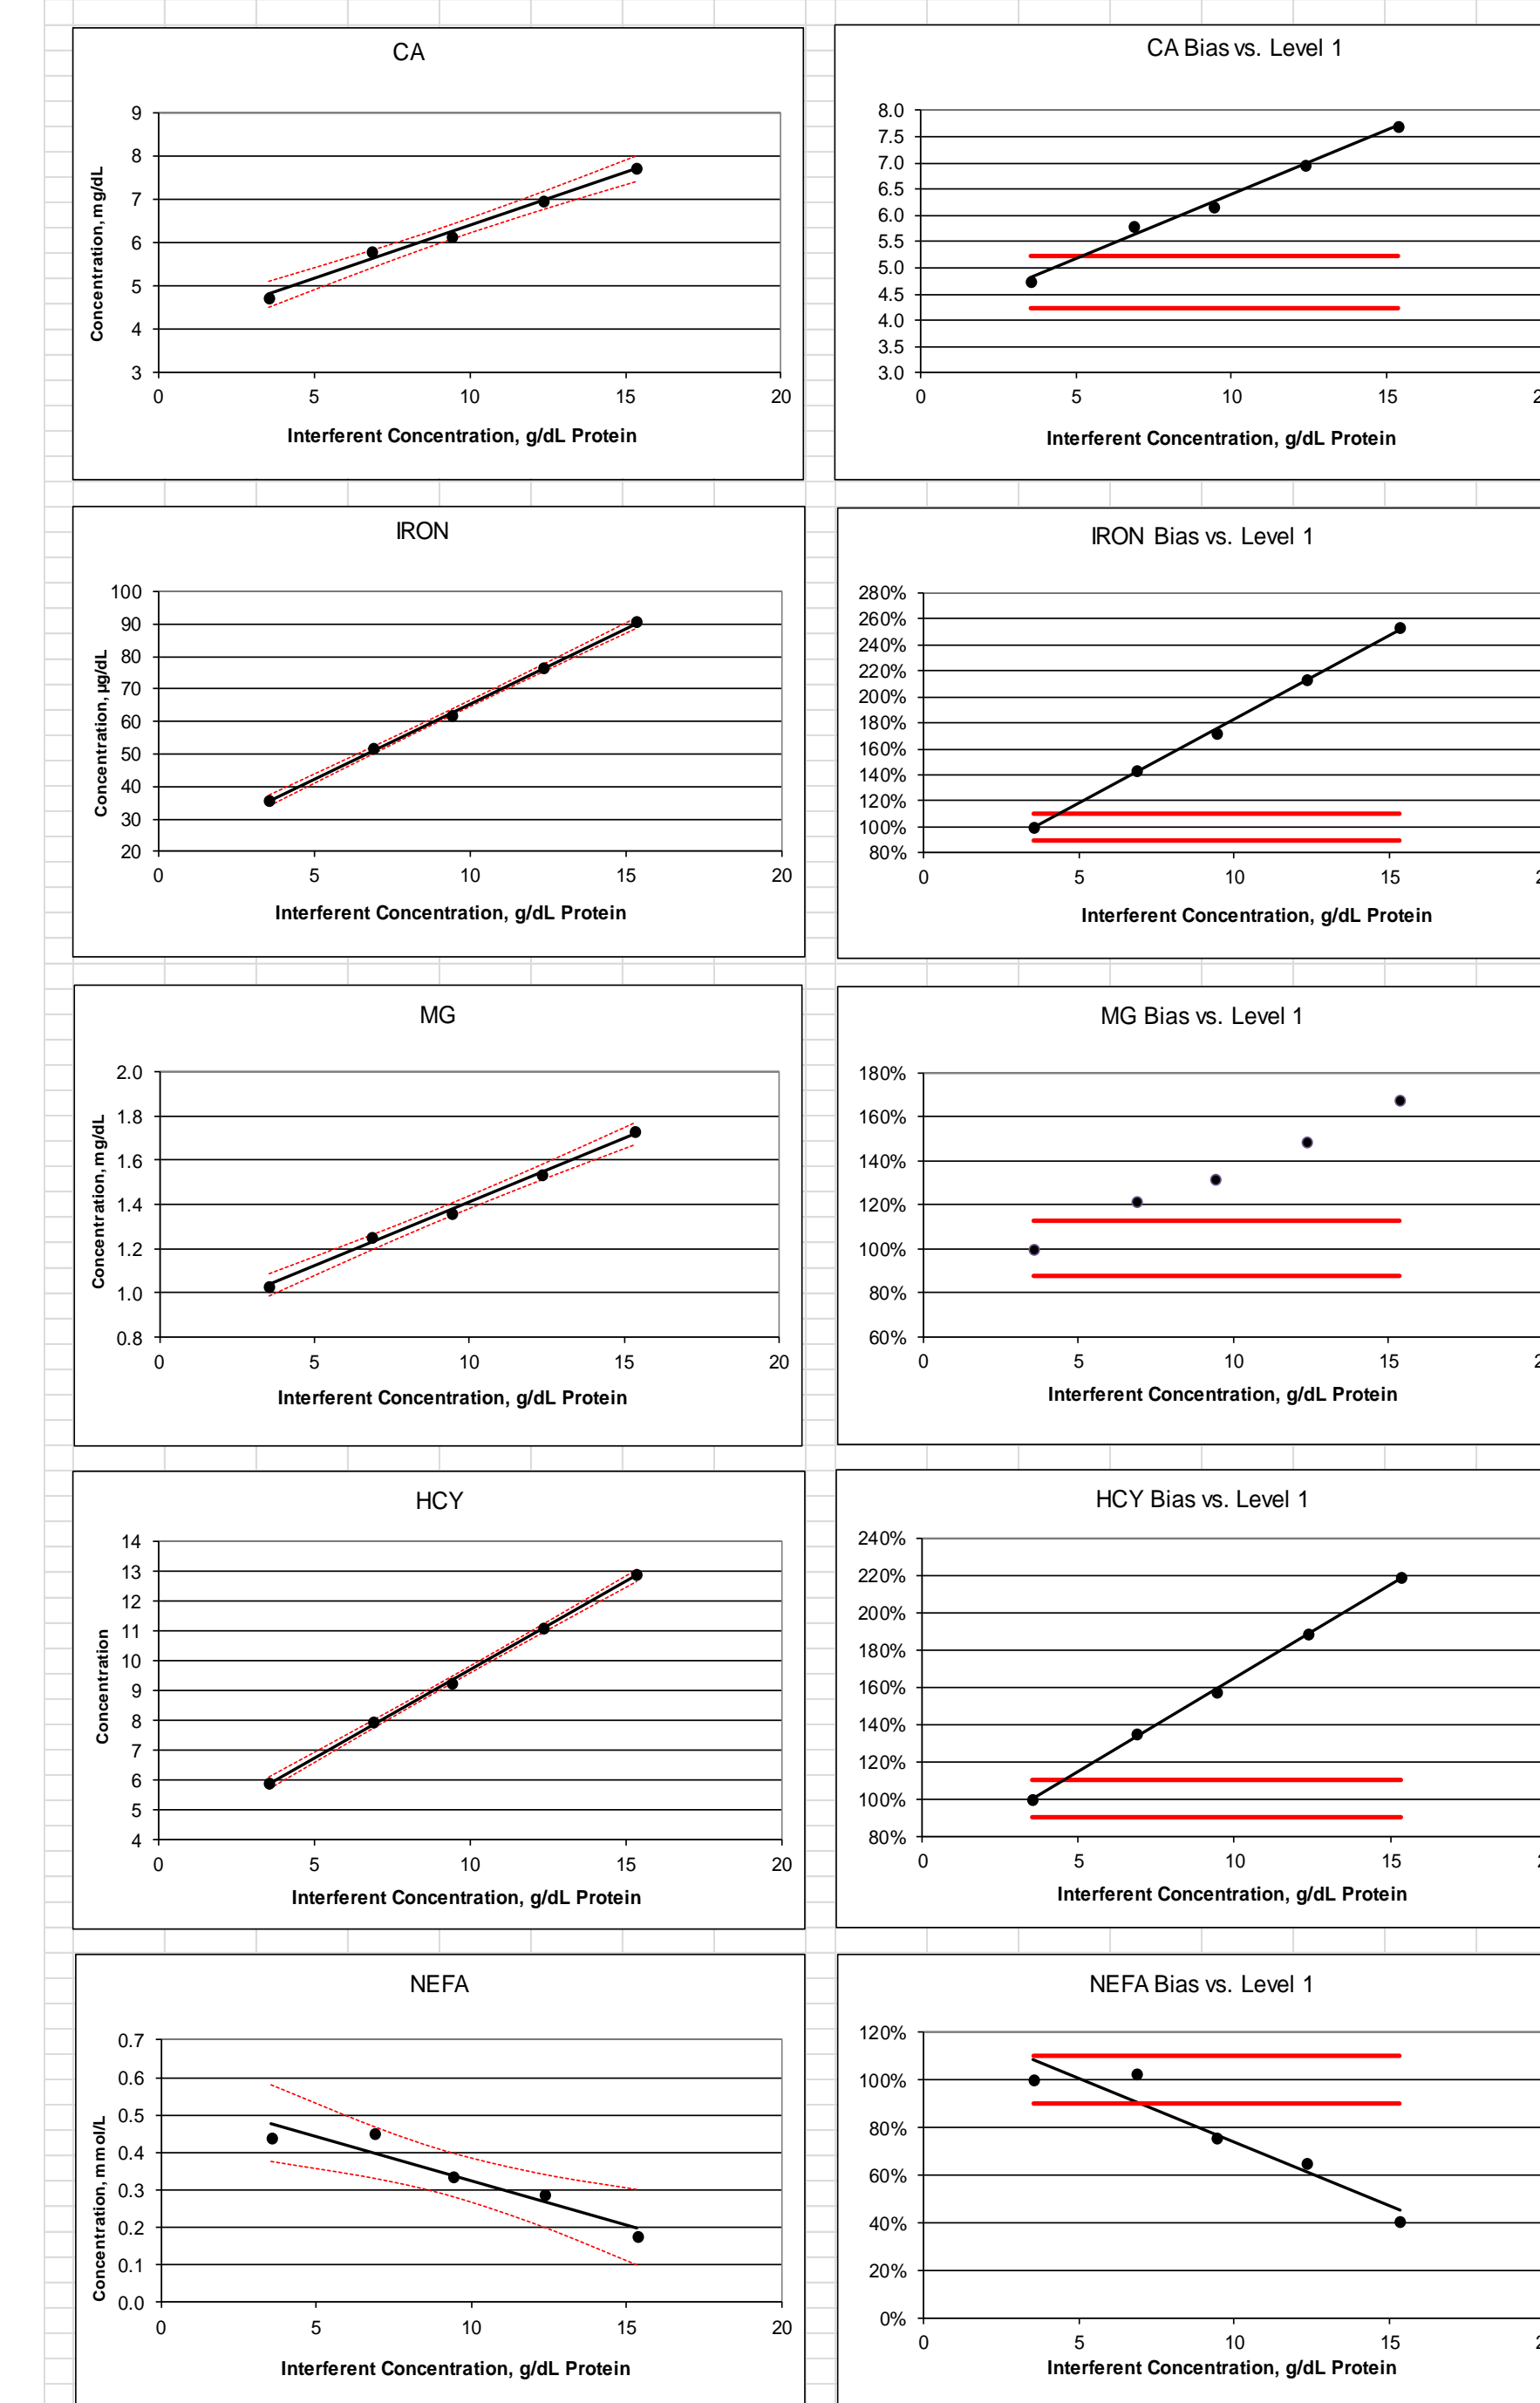 CA
9
8
7
6
5
4
3
Concentration, mg/dL
0 5 10 15 20
Interferent Concentration, g/dL Protein
CA Bias vs. Level 1
8.0
7.5
7.0
6.5
6.0
5.5
5.0
4.5
4.0
3.5
3.0
0 5 10 15
Interferent Concentration, g/dL Protein
IRON
100
90
80
70
60
50
40
30
20
Concentration, µg/dL
0 5 10 15 20
Interferent Concentration, g/dL Protein
IRON Bias vs. Level 1
280%
260%
240%
220%
200%
180%
160%
140%
120%
100%
80%
0 5 10 15
Interferent Concentration, g/dL Protein
MG
2.0
1.8
1.6
1.4
1.2
1.0
0.8
Concentration, mg/dL
0 5 10 15 20
Interferent Concentration, g/dL Protein
MG Bias vs. Level 1
180%
160%
140%
120%
100%
80%
60%
0 5 10 15
Interferent Concentration, g/dL Protein
HCY
14
13
12
11
10
9
8
7
6
5
4
Concentration
0 5 10 15 20
Interferent Concentration, g/dL Protein
HCY Bias vs. Level 1
240%
220%
200%
180%
160%
140%
120%
100%
80%
0 5 10 15
Interferent Concentration, g/dL Protein
NEFA
0.7
0.6
0.5
0.4
0.3
0.2
0.1
0.0
Concentration, mmol/L
0 5 10 15 20
Interferent Concentration, g/dL Protein
NEFA Bias vs. Level 1
120%
100%
80%
60%
40%
20%
0%
0 5 10 15
Interferent Concentration, g/dL Protein